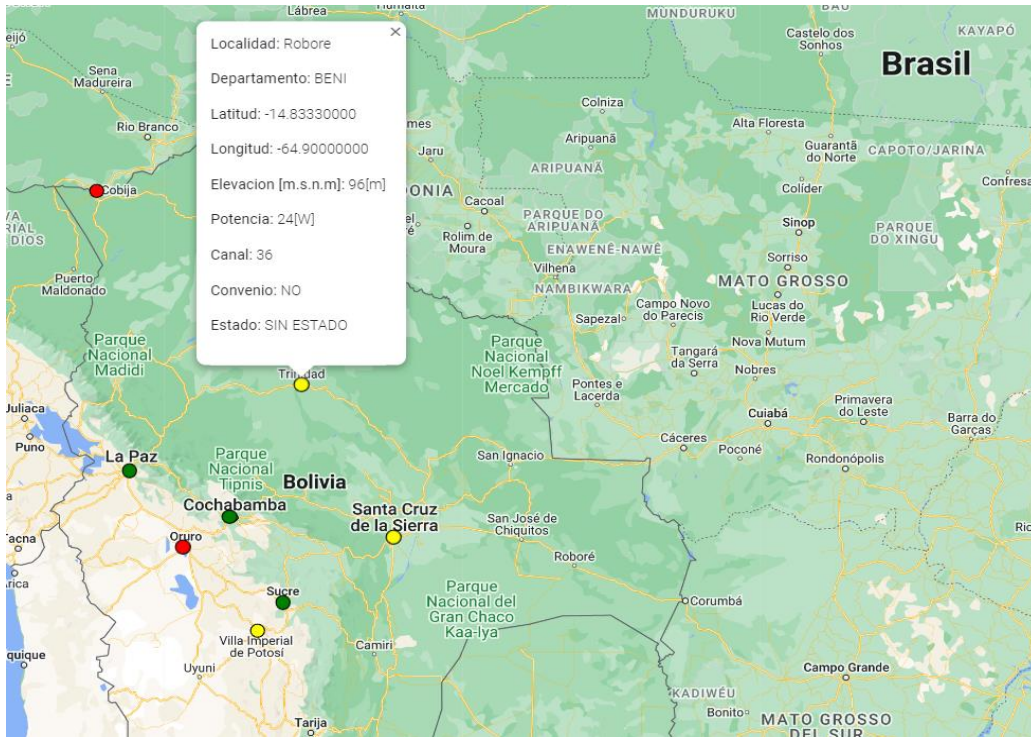 Lábrea
Humaitá
MUNDURUKU
BAÚ
Castelo dos
Sonhos
KAYAPÓ
Brasil
Localidad: Robore
Departamento: BENI
Latitud: -14.83330000
Longitud: -64.90000000
Elevacion [m.s.n.m]: 96[m]
Potencia: 24[W]
Canal: 36
Convenio: NO
Estado: SIN ESTADO
Sena
Madureira
Rio Branco
Cobija
Colniza
Alta Floresta
Jaru
Aripuanã
ARIPUANÃ
Guarantã
do Norte
CAPOTO/JARINA
Colíder
Confresa
Cacoal
Rolim de
Moura
PARQUE DO
ARIPUANÃ
Sinop
PARQUE
DO XINGU
ENAWENÊ-NAWÊ
Sorriso
Vilhena
NAMBIKWARA
MATO GROSSO
Puerto
Maldonado
Campo Novo
do Parecis
Lucas do
Rio Verde
Sapezal
Parque
Nacional
Madidi
Parque
Nacional
Noel Kempff
Mercado
Nova Mutum
Tangará
da Serra
Nobres
Trinidad
Pontes e
Lacerda
Juliaca
Puno
Cuiabá
Primavera
do Leste
Barra do
Garças
Cáceres
Poconé
Rondonópolis
La Paz
Parque
Nacional
Tipnis
Bolivia
San Ignacio
Cochabamba
Santa Cruz
de la Sierra
San José de
Chiquitos
Oruro
Roboré
Sucre
Parque
Nacional del
Gran Chaco
Kaa-Iya
Corumbá
Villa Imperial
de Potosí
Camiri
Uyuni
Campo Grande
KADIWÉU
Bonito
Tarija
MATO GROSSO
DEL SUR